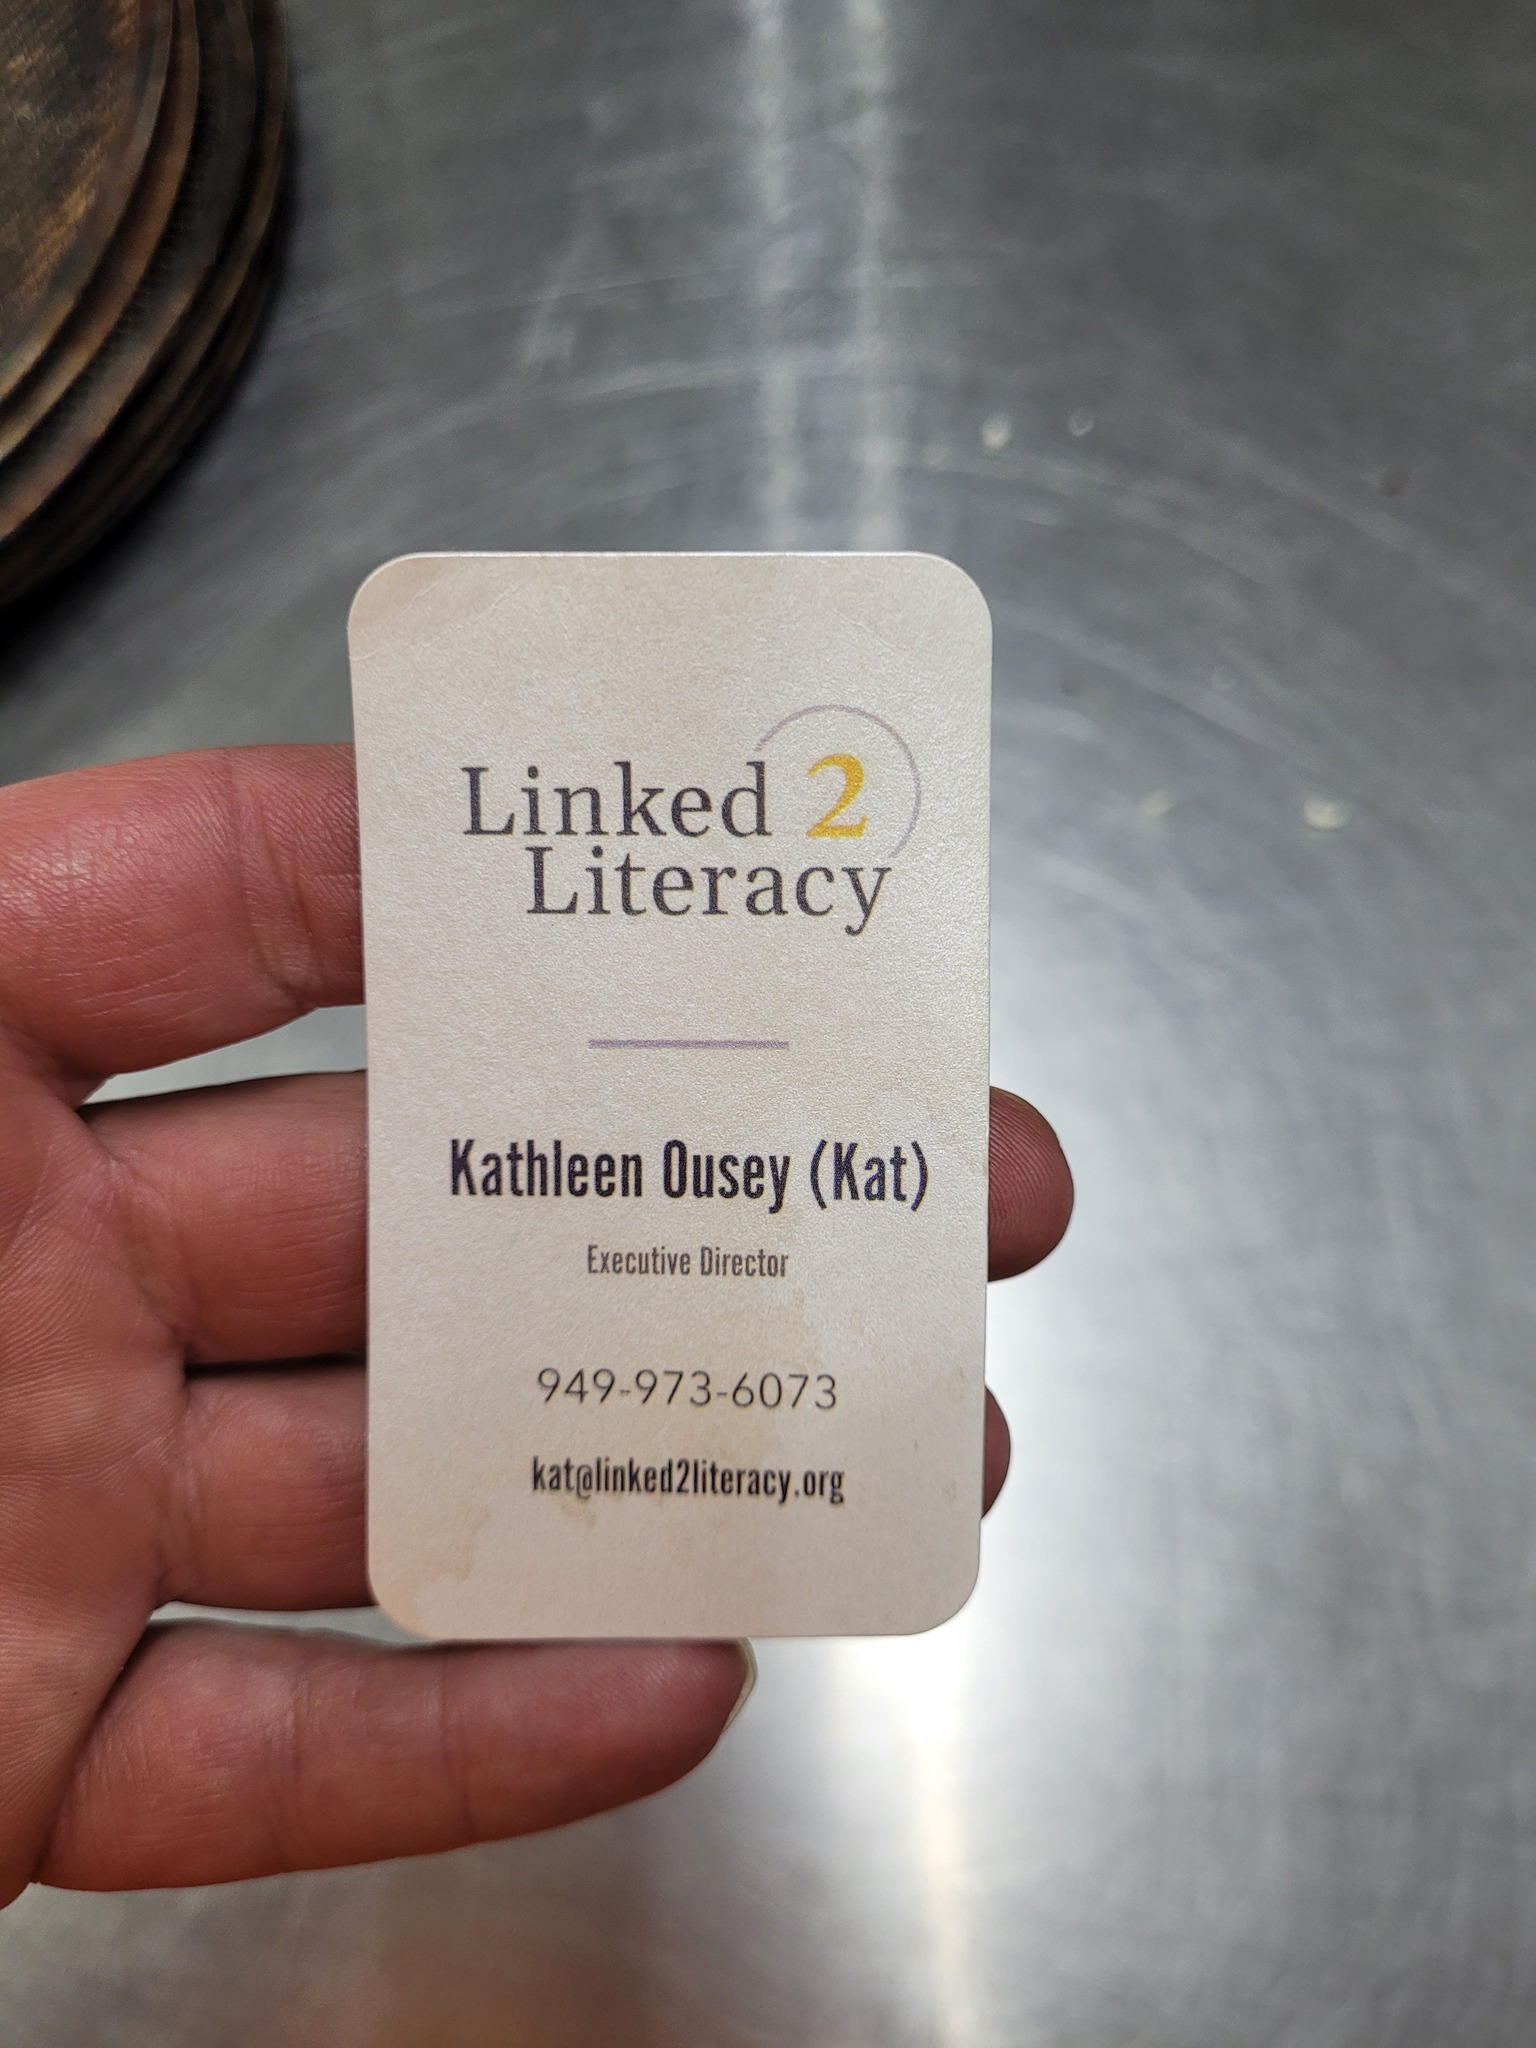 Linked 2
Literacy
Kathleen Ousey (Kat)
Executive Director
949-973-6073
kat@linked2literacy.org